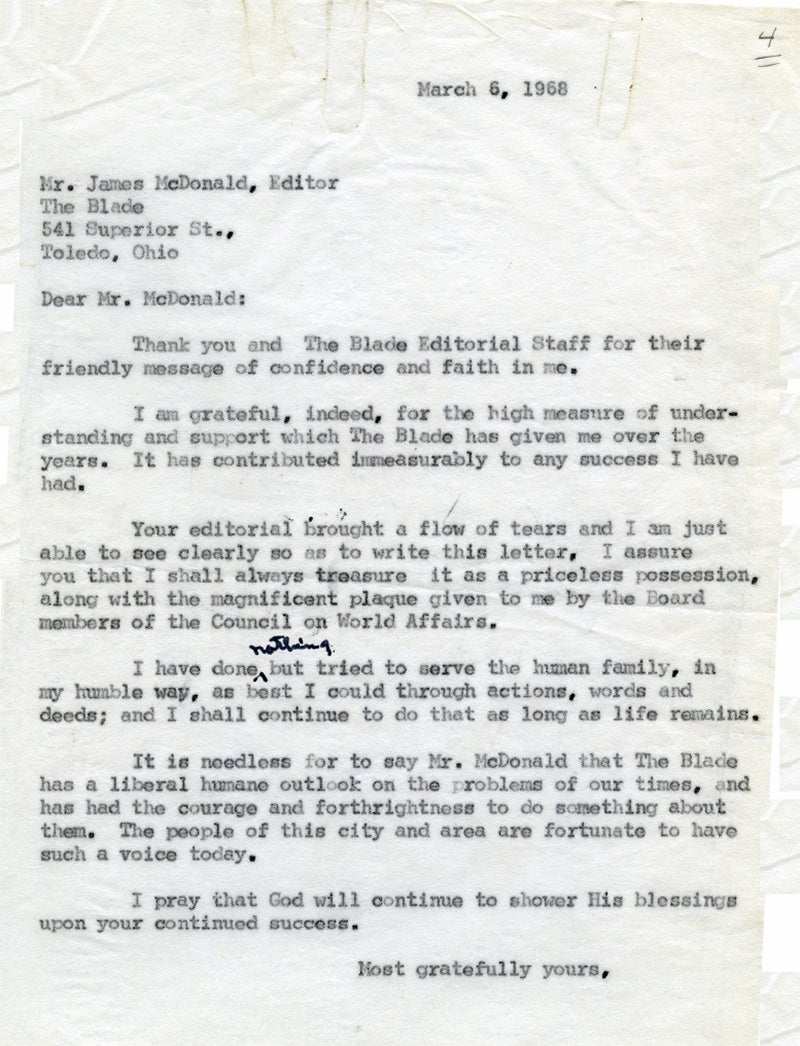 4
March 6, 1968
Mr. James McDonald, Editor
The Blade
541 Superior St.,
Toledo, Ohio
Dear Mr. McDonald:
Thank you and The Blade Editorial Staff for their
friendly message of confidence and faith in me.
I am grateful, indeed, for the high measure of under-
standing and support which The Blade has given me over the
years. It has contributed immeasurably to any success I have
had.
Your editorial brought a flow of tears and I am just
able to see clearly so as to write this letter. I assure
you that I shall always treasure it as a priceless possession,
along with the magnificent plaque given to me by the Board
members of the Council on World Affairs.
nothing
I have done but tried to serve the human family, in
my humble way, as best I could through actions, words and
deeds; and I shall continue to do that as long as life remains.
It is needless for to say Mr. McDonald that The Blade
has a liberal humane outlook on the problems of our times, and
has had the courage and forthrightness to do something about
them. The people of this city and area are fortunate to have
such a voice today.
I pray that God will continue to shower His blessings
upon your continued success.
Most gratefully yours,